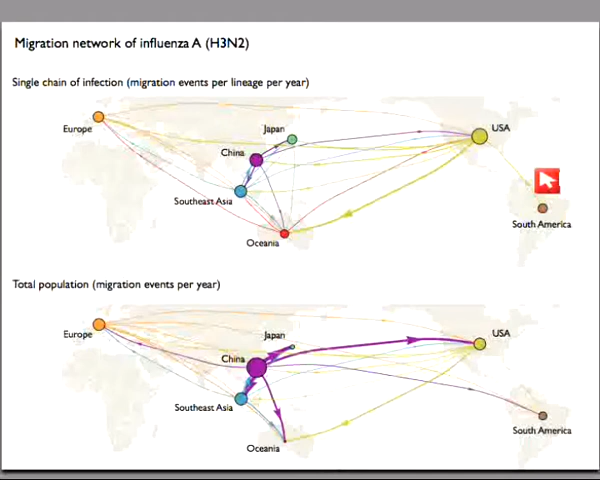 Migration network of influenza A (H3N2)
Single chain of infection (migration events per lineage per year)
Europe
Japan
USA
China
Southeast Asia
South America
Oceania
Total population (migration events per year)
Europe
Japan
USA
China
Southeast Asia
South America
Oceania